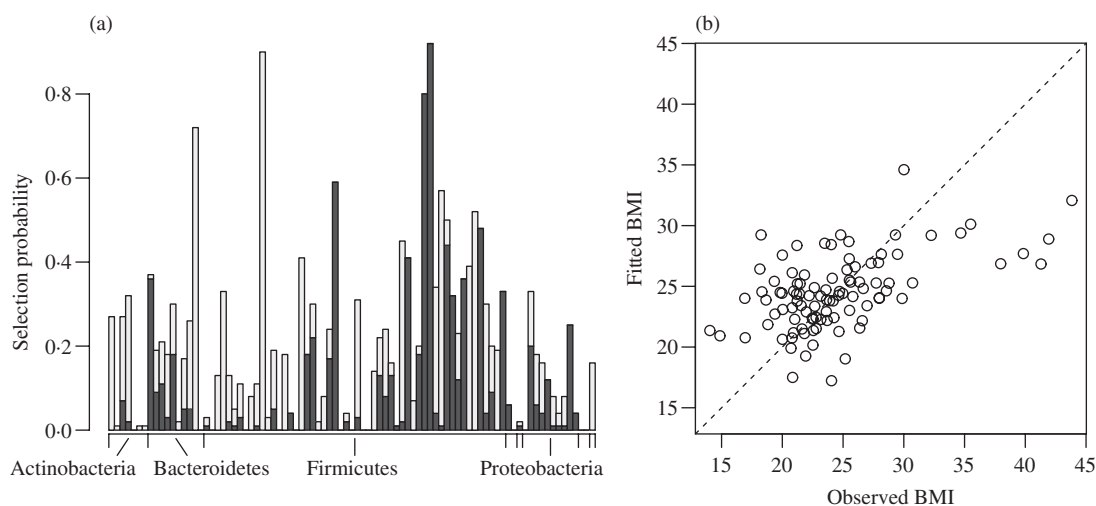 (a)
Selection probability
0·8
0·6
0·4
0·2
0·0
Actinobacteria
Bacteroidetes
Firmicutes
Proteobacteria
(b)
Fitted BMI
45
40
35
30
25
20
15
15 20 25 30 35 40 45
Observed BMI